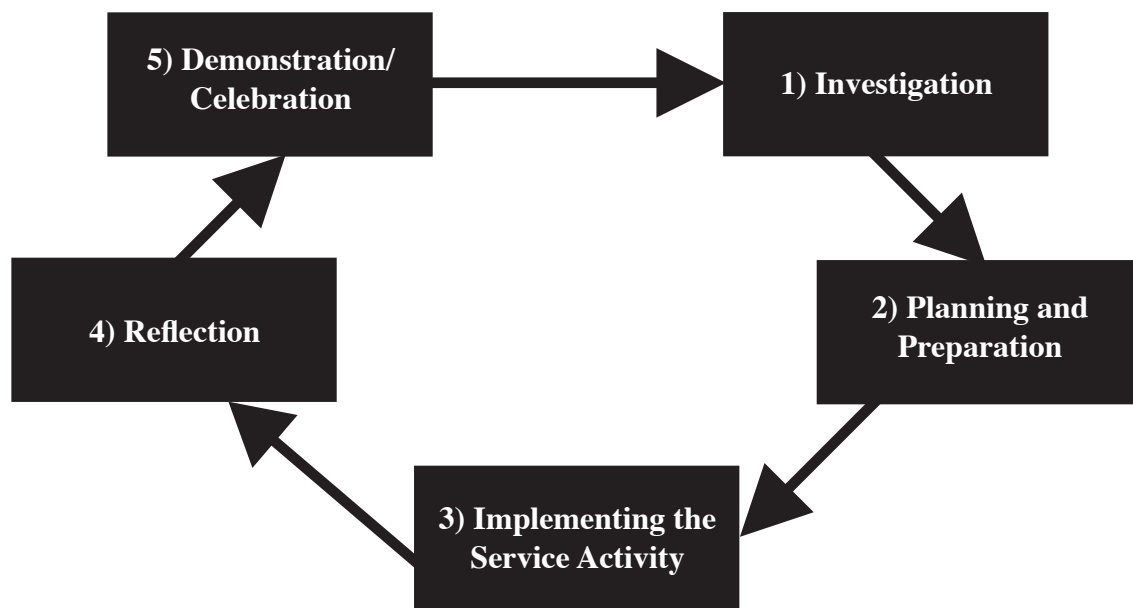 5) Demonstration/
Celebration
1) Investigation
2) Planning and
Preparation
3) Implementing the
Service Activity
4) Reflection